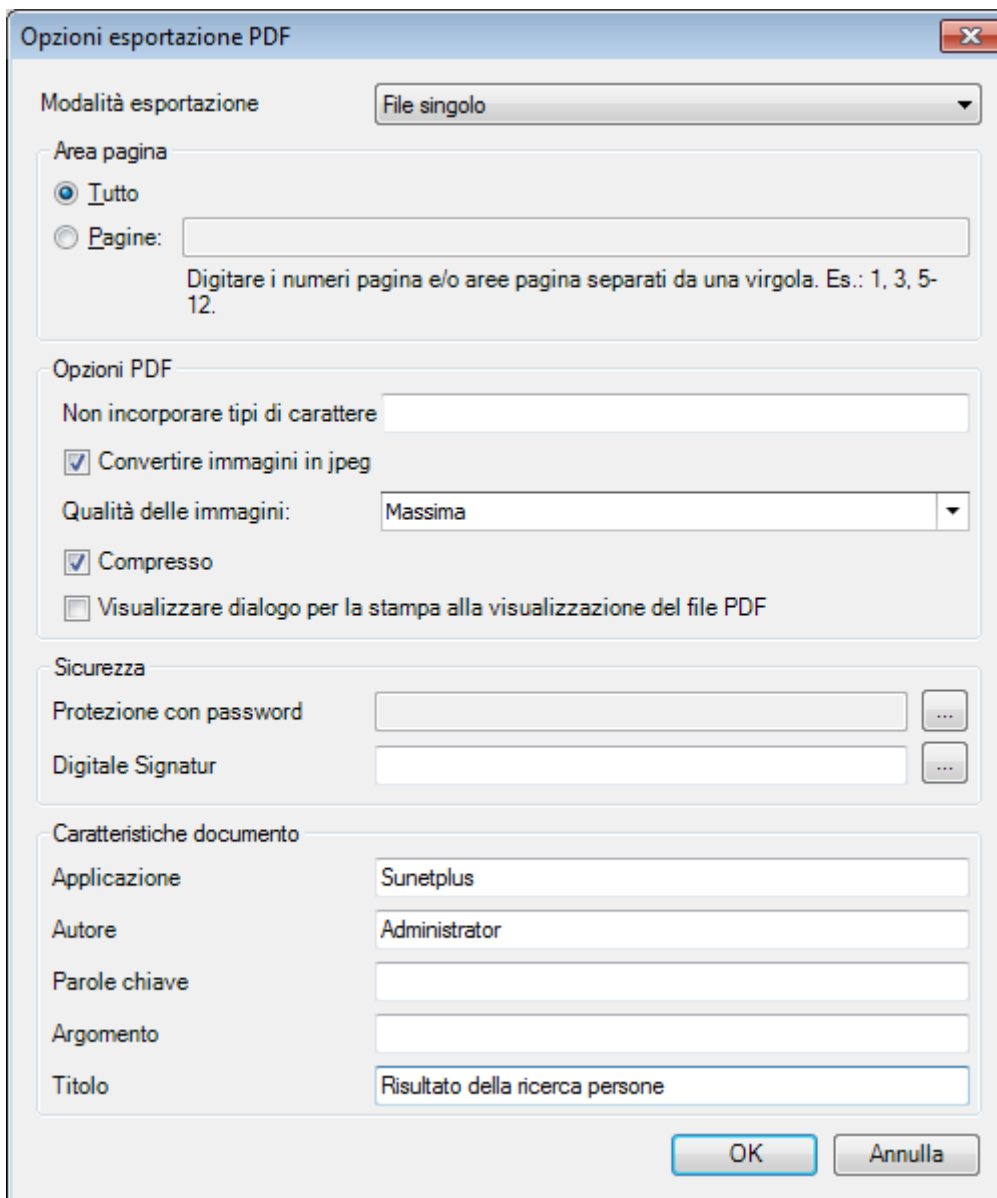 Opzioni esportazione PDF
Modalità esportazione File singolo
Area pagina
Tutto
Pagine:
Digitare i numeri pagina e/o aree pagina separati da una virgola. Es.: 1, 3, 5-
12.
Opzioni PDF
Non incorporare tipi di carattere
Convertire immagini in jpeg
Qualità delle immagini: Massima
Compresso
Visualizzare dialogo per la stampa alla visualizzazione del file PDF
Sicurezza
Protezione con password ...
Digitale Signatur ...
Caratteristiche documento
Applicazione Sunetplus
Autore Administrator
Parole chiave
Argomento
Titolo Risultato della ricerca persone
OK Annulla